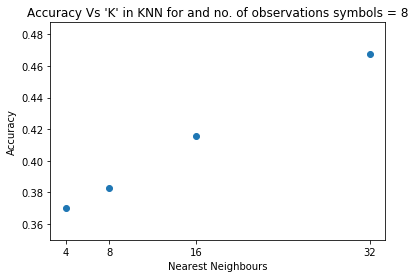 Accuracy Vs 'K' in KNN for and no. of observations symbols = 8
0.48
0.46
0.44
0.42
0.40
0.38
0.36
Accuracy
4 8 16 32
Nearest Neighbours